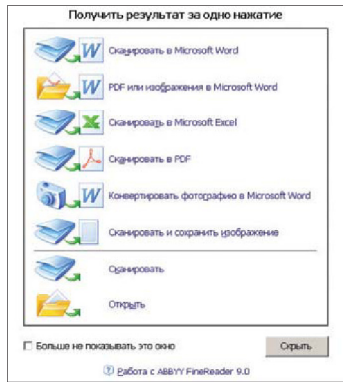 Получить результат за одно нажатие
Сканировать в Microsoft Word
PDF или изображения в Microsoft Word
Сканировать в Microsoft Excel
Сканировать в PDF
Конвертировать фотографию в Microsoft Word
Сканировать и сохранить изображение
Сканировать
Открыть
Больше не показывать это окно
Скрыть
Работа с ABBYY FineReader 9.0